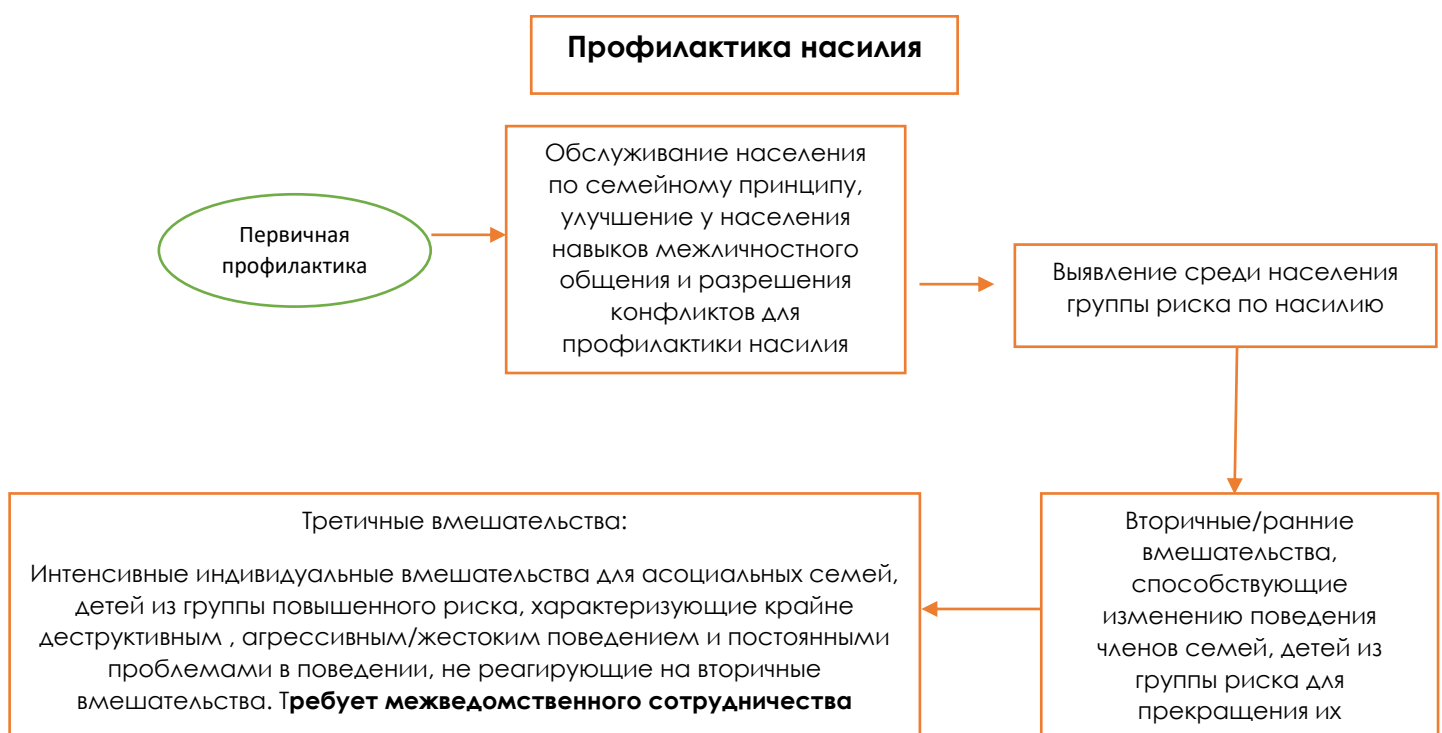 Профилактика насилия
Обслуживание населения
по семейному принципу,
улучшение у населения
навыков межличностного
общения и разрешения
конфликтов для
профилактики насилия
Первичная
профилактика
Выявление среди населения
группы риска по насилию
Третичные вмешательства:
Интенсивные индивидуальные вмешательства для асоциальных семей,
детей из группы повышенного риска, характеризующие крайне
деструктивным , агрессивным/жестоким поведением и постоянными
проблемами в поведении, не реагирующие на вторичные
вмешательства. Требует межведомственного сотрудничества
Вторичные/ранние
вмешательства,
способствующие
изменению поведения
членов семей, детей из
группы риска для
прекращения их